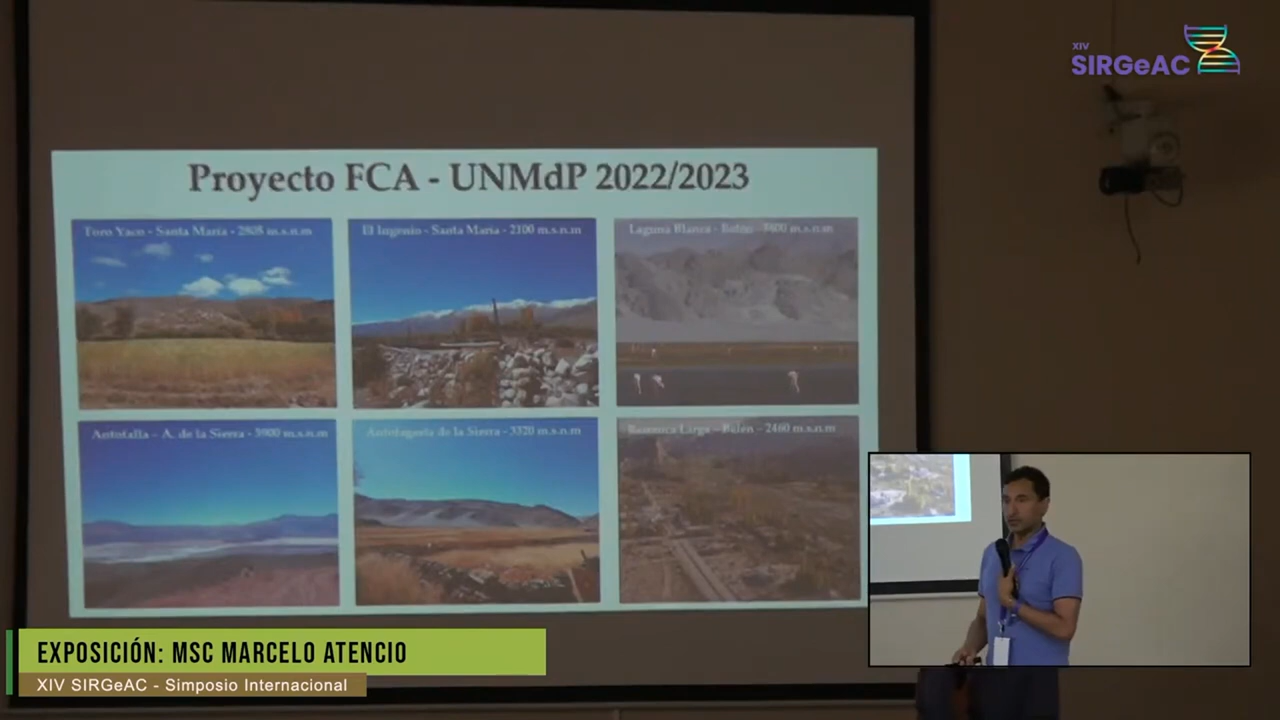 XIV
SIRGeAC
Proyecto FCA - UNMdP 2022/2023
Toro Yaco - Santa María - 2808 m.s.n.m
El Ingenio - Santa María - 2100 m.s.n.m
Laguna Blanca - Belén - m.s.n.m
Antofalla - A. de la Sierra - 3900 m.s.n.m
Antofagasta de la Sierra - 3320 m.s.n.m
Larga - Belén - 2460 m.s.n.m
EXPOSICIÓN: MSC MARCELO ATENCIO
XIV SIRGeAC - Simposio Internacional